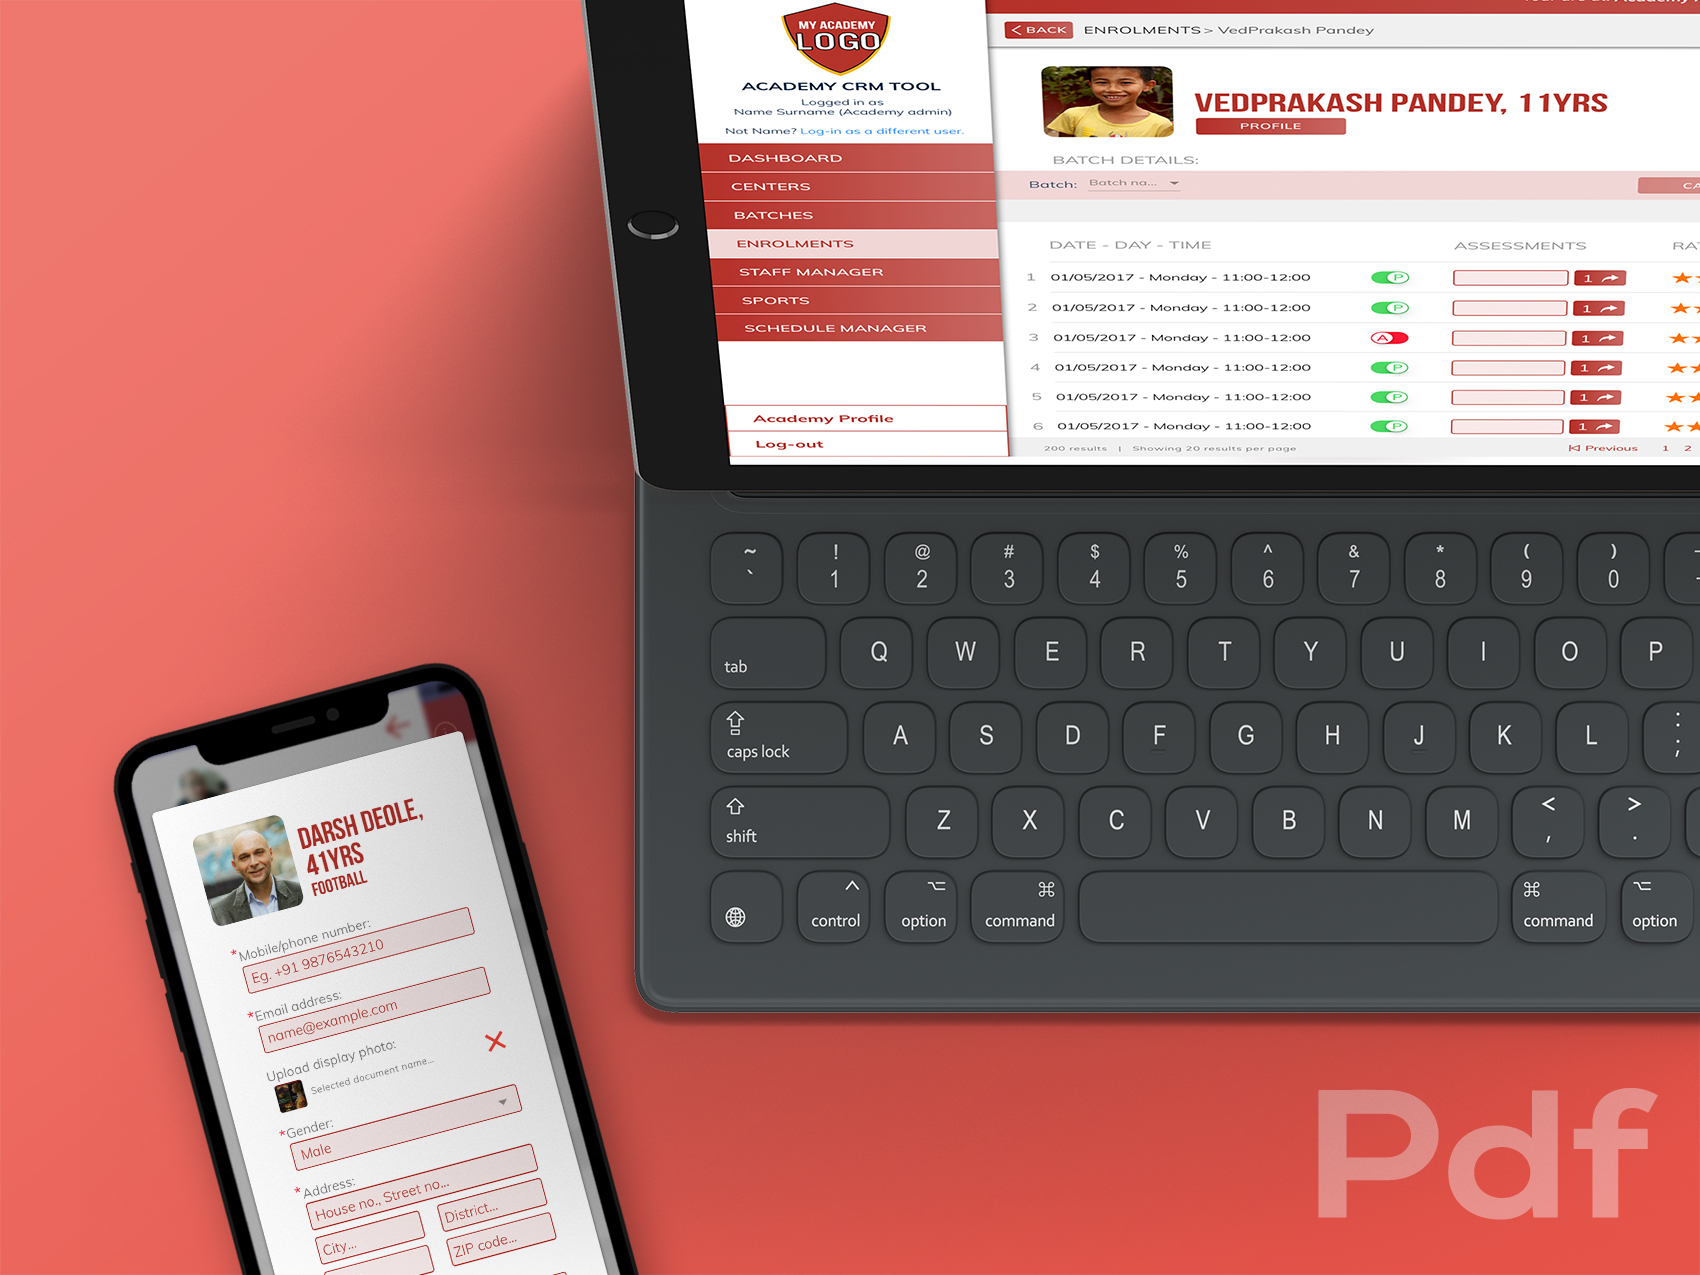 MY ACADEMY
LOGO
ACADEMY CRM TOOL
Logged in as
Name Surname (Academy admin)
Not Name? Log-in as a different user.
DASHBOARD
CENTERS
BATCHES
ENROLMENTS
STAFF MANAGER
SPORTS
SCHEDULE MANAGER
Academy Profile
Log-out
BACK ENROLMENTS > VedPrakash Pandey
VEDPRAKASH PANDEY, 11YRS
PROFILE
BATCH DETAILS:
Batch: Batch na...
DATE - DAY - TIME ASSESSMENTS
1 01/05/2017 - Monday - 11:00-12:00 P 1
2 01/05/2017 - Monday - 11:00-12:00 P 1
3 01/05/2017 - Monday - 11:00-12:00 A 1
4 01/05/2017 - Monday - 11:00-12:00 P 1
5 01/05/2017 - Monday - 11:00-12:00 P 1
6 01/05/2017 - Monday - 11:00-12:00 P 1
200 results | Showing 20 results per page Previous 1 2
~ ! @ # $ % ^ & * ( )
` 1 2 3 4 5 6 7 8 9 0
tab Q W E R T Y U I O P
caps lock A S D F G H J K L : ;
shift Z X C V B N M < , > .
control option command command option
DARSH DEOLE,
41YRS
FOOTBALL
*Mobile/phone number:
Eg. +91 9876543210
*Email address:
name@example.com
Upload display photo:
Selected document name...
*Gender:
Male
*Address:
House no., Street no...
City... District...
ZIP code...
Pdf